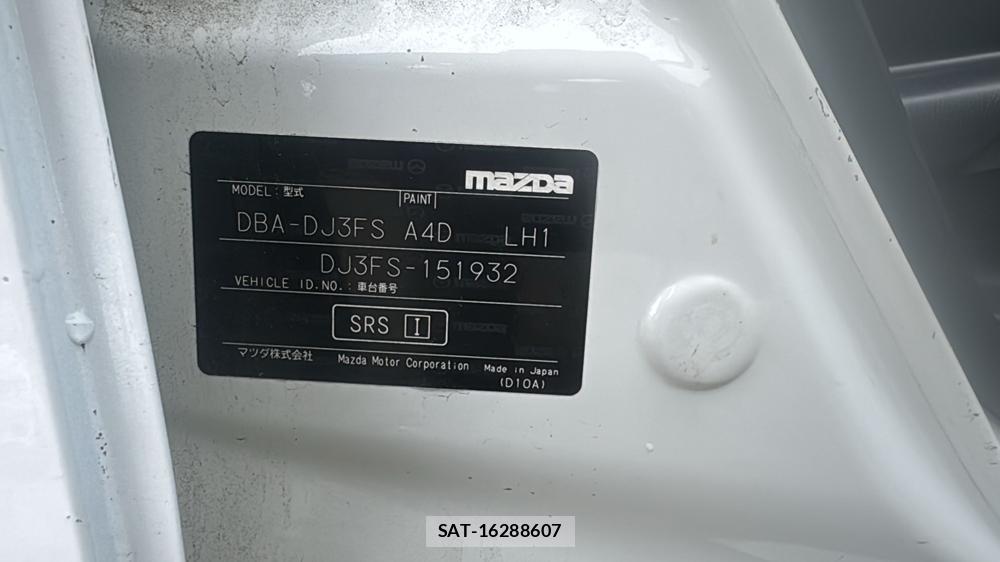 mazda
MODEL：型式 PAINT
DBA-DJ3FS A4D LH1
DJ3FS-151932
VEHICLE ID.NO.：車台番号
SRS I
マツダ株式会社 Mazda Motor Corporation Made in Japan
(D10A)
SAT-16288607